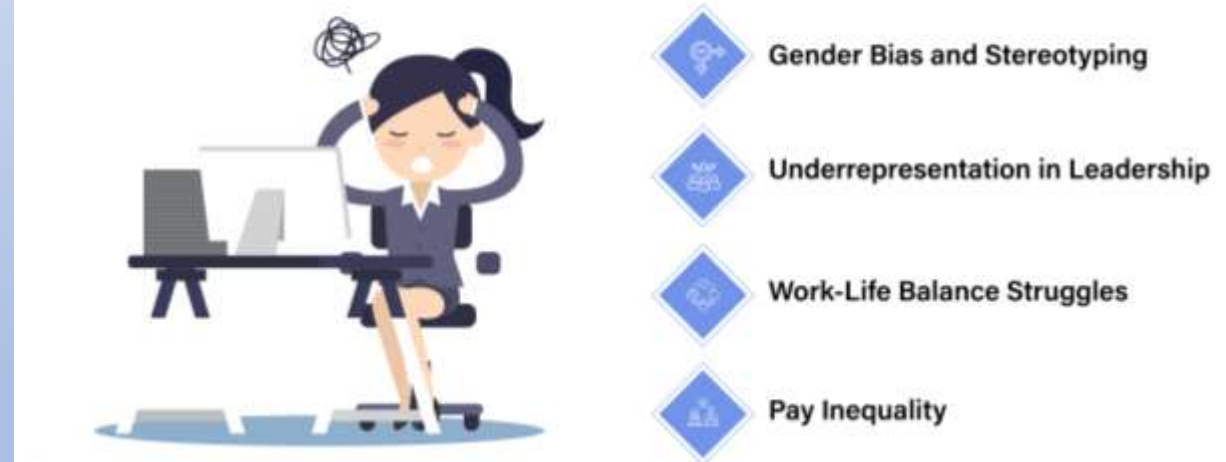 Gender Bias and Stereotyping
Underrepresentation in Leadership
Work-Life Balance Struggles
Pay Inequality